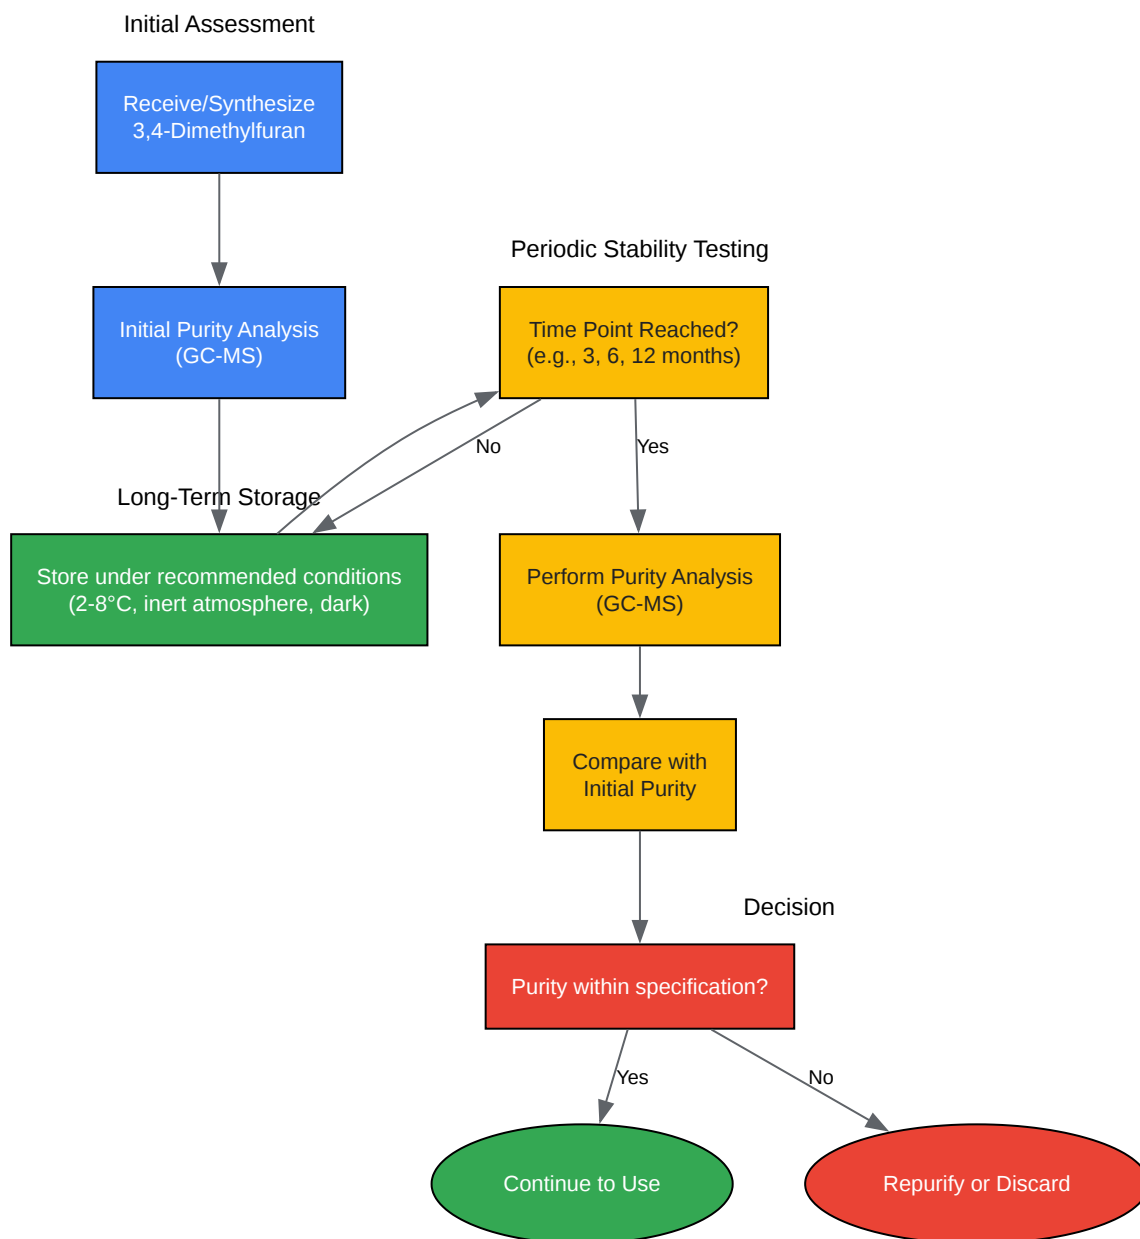 Initial Assessment
Receive/Synthesize
3,4-Dimethylfuran
Periodic Stability Testing
Initial Purity Analysis
(GC-MS)
Time Point Reached?
(e.g., 3, 6, 12 months)
No
Yes
Long-Term Storage
Store under recommended conditions
(2-8°C, inert atmosphere, dark)
Perform Purity Analysis
(GC-MS)
Compare with
Initial Purity
Decision
Purity within specification?
Yes
No
Continue to Use
Repurify or Discard